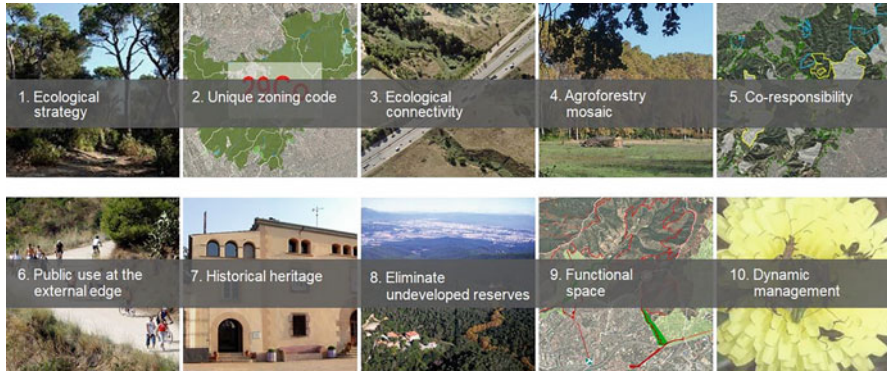 1. Ecological
strategy
2. Unique zoning code
3. Ecological
connectivity
4. Agroforestry
mosaic
5. Co-responsibility
6. Public use at the
external edge
7. Historical heritage
8. Eliminate
undeveloped reserves
9. Functional
space
10. Dynamic
management